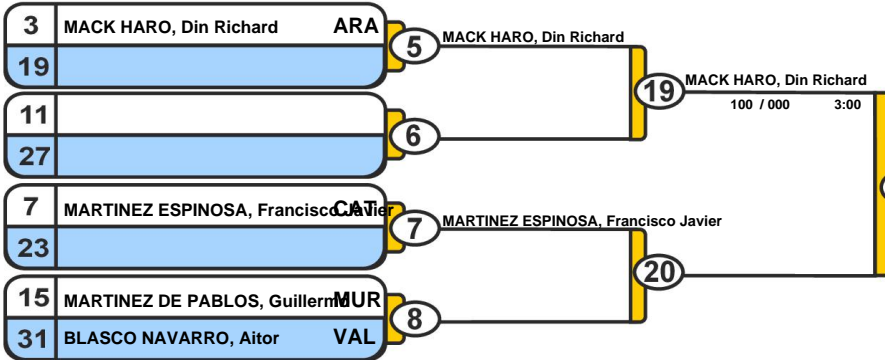 3 MACK HARO, Din Richard ARA
19
5
MACK HARO, Din Richard
19
MACK HARO, Din Richard
100 / 000 3:00
11
27
6
7 MARTINEZ ESPINOSA, Francisco Javier CAT
23
7
MARTINEZ ESPINOSA, Francisco Javier
20
15 MARTINEZ DE PABLOS, Guillermo MUR
31 BLASCO NAVARRO, Aitor VAL
8